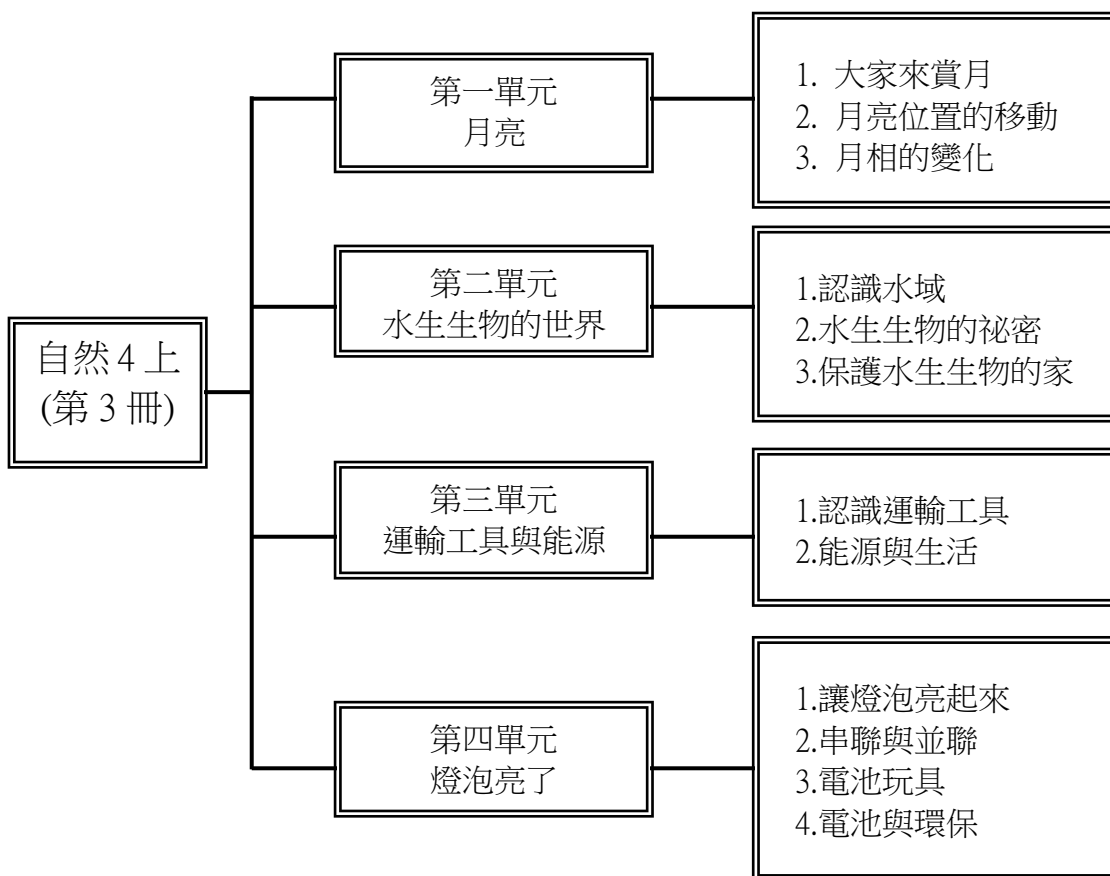 自然4上
(第3冊)
第一單元
月亮
1. 大家來賞月
2. 月亮位置的移動
3. 月相的變化
第二單元
水生生物的世界
1.認識水域
2.水生生物的祕密
3.保護水生生物的家
第三單元
運輸工具與能源
1.認識運輸工具
2.能源與生活
第四單元
燈泡亮了
1.讓燈泡亮起來
2.串聯與並聯
3.電池玩具
4.電池與環保